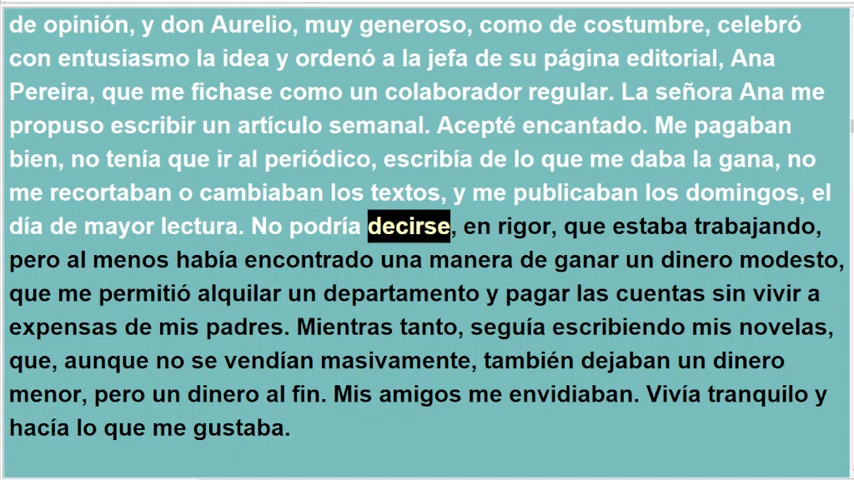 de opinión, y don Aurelio, muy generoso, como de costumbre, celebró
con entusiasmo la idea y ordenó a la jefa de su página editorial, Ana
Pereira, que me fichase como un colaborador regular. La señora Ana me
propuso escribir un artículo semanal. Acepté encantado. Me pagaban
bien, no tenía que ir al periódico, escribía de lo que me daba la gana, no
me recortaban o cambiaban los textos, y me publicaban los domingos, el
día de mayor lectura. No podría decirse, en rigor, que estaba trabajando,
pero al menos había encontrado una manera de ganar un dinero modesto,
que me permitió alquilar un departamento y pagar las cuentas sin vivir a
expensas de mis padres. Mientras tanto, seguía escribiendo mis novelas,
que, aunque no se vendían masivamente, también dejaban un dinero
menor, pero un dinero al fin. Mis amigos me envidiaban. Vivía tranquilo y
hacía lo que me gustaba.